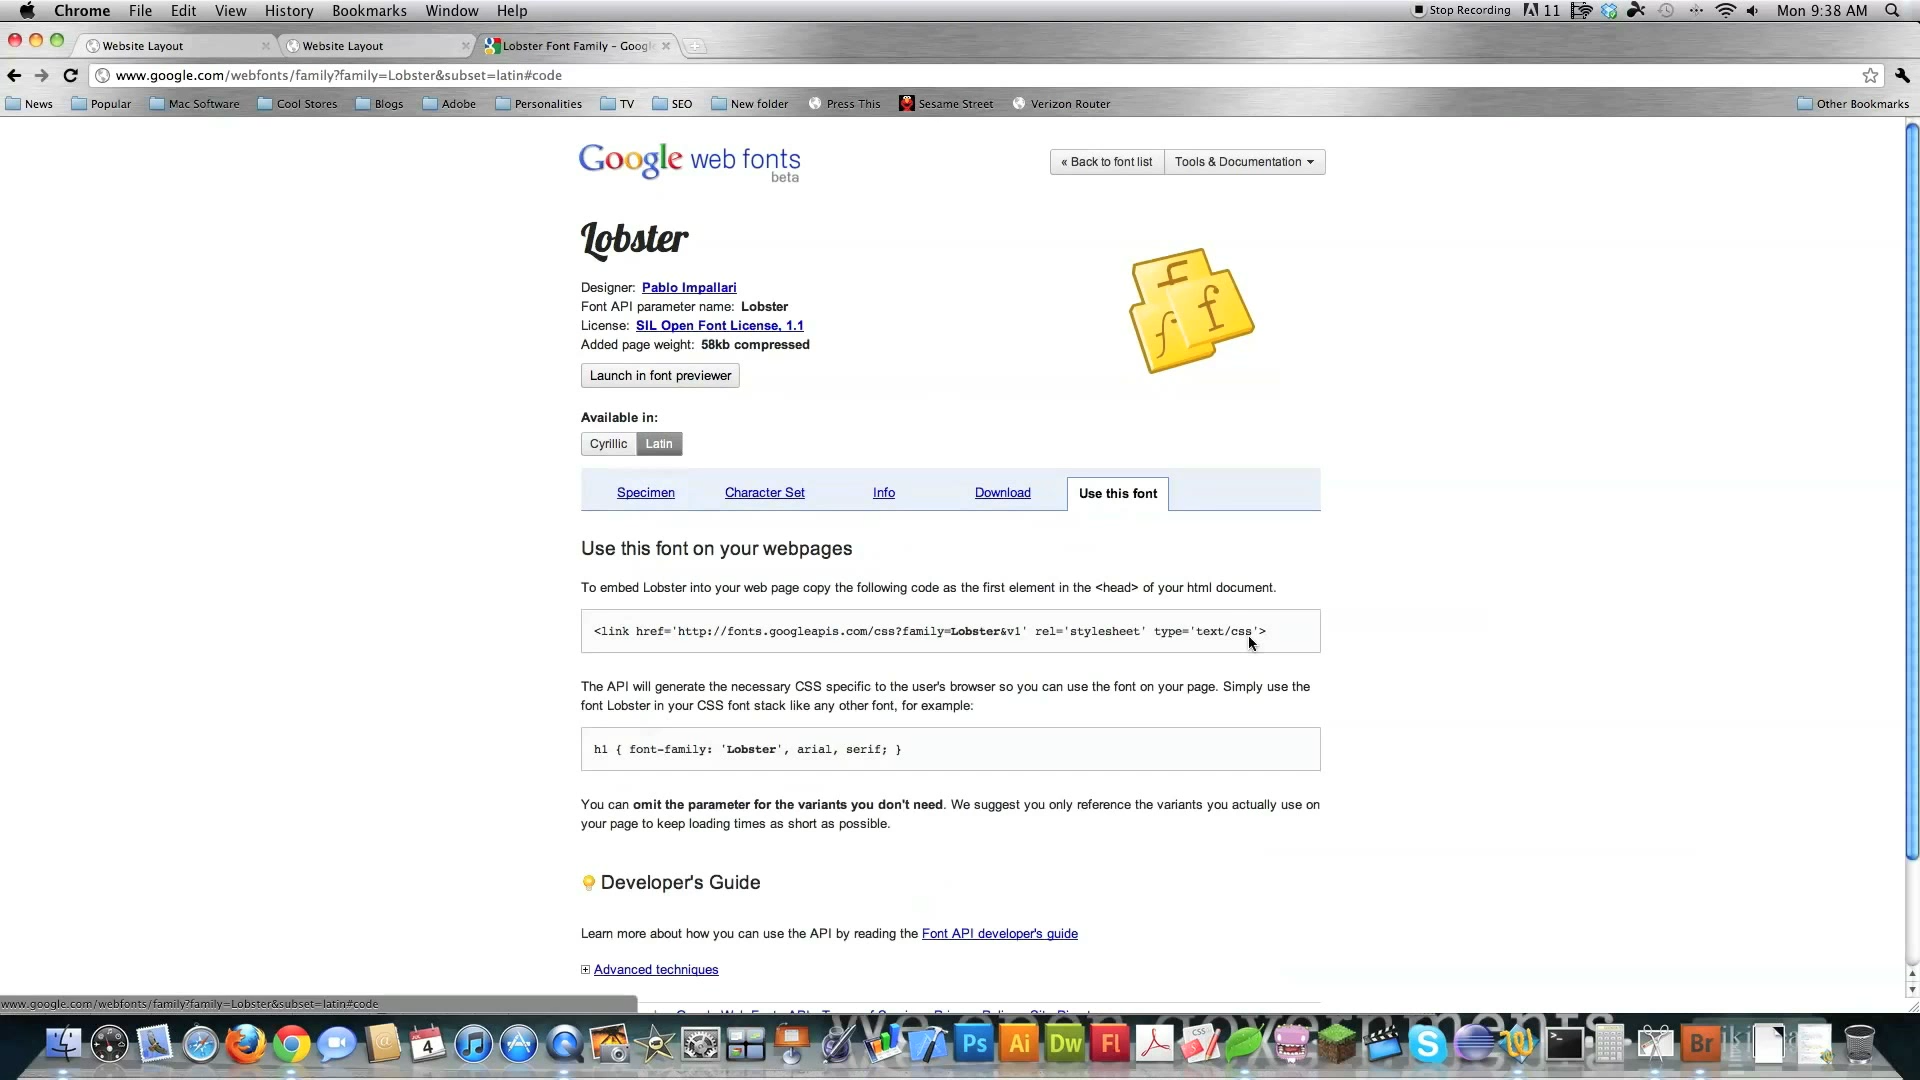 Chrome File Edit View History Bookmarks Window Help Stop Recording 11 Mon 9:38 AM
Website Layout Website Layout Lobster Font Family - Googl
www.google.com/webfonts/family?family=Lobster&subset=latin#code
News Popular Mac Software Cool Stores Blogs Adobe Personalities TV SEO New folder Press This Sesame Street Verizon Router Other Bookmarks
Google web fonts
beta
« Back to font list Tools & Documentation
Lobster
Designer: Pablo Impallari
Font API parameter name: Lobster
License: SIL Open Font License, 1.1
Added page weight: 58kb compressed
Launch in font previewer
Available in:
Cyrillic Latin
Specimen Character Set Info Download Use this font
Use this font on your webpages
To embed Lobster into your web page copy the following code as the first element in the <head> of your html document.
<link href='http://fonts.googleapis.com/css?family=Lobster&v1' rel='stylesheet' type='text/css'>
The API will generate the necessary CSS specific to the user's browser so you can use the font on your page. Simply use the
font Lobster in your CSS font stack like any other font, for example:
h1 { font-family: 'Lobster', arial, serif; }
You can omit the parameter for the variants you don't need. We suggest you only reference the variants you actually use on
your page to keep loading times as short as possible.
Developer's Guide
Learn more about how you can use the API by reading the Font API developer's guide
Advanced techniques
www.google.com/webfonts/family?family=Lobster&subset=latin#code
4 Ps Ai Dw Fl CSS Br